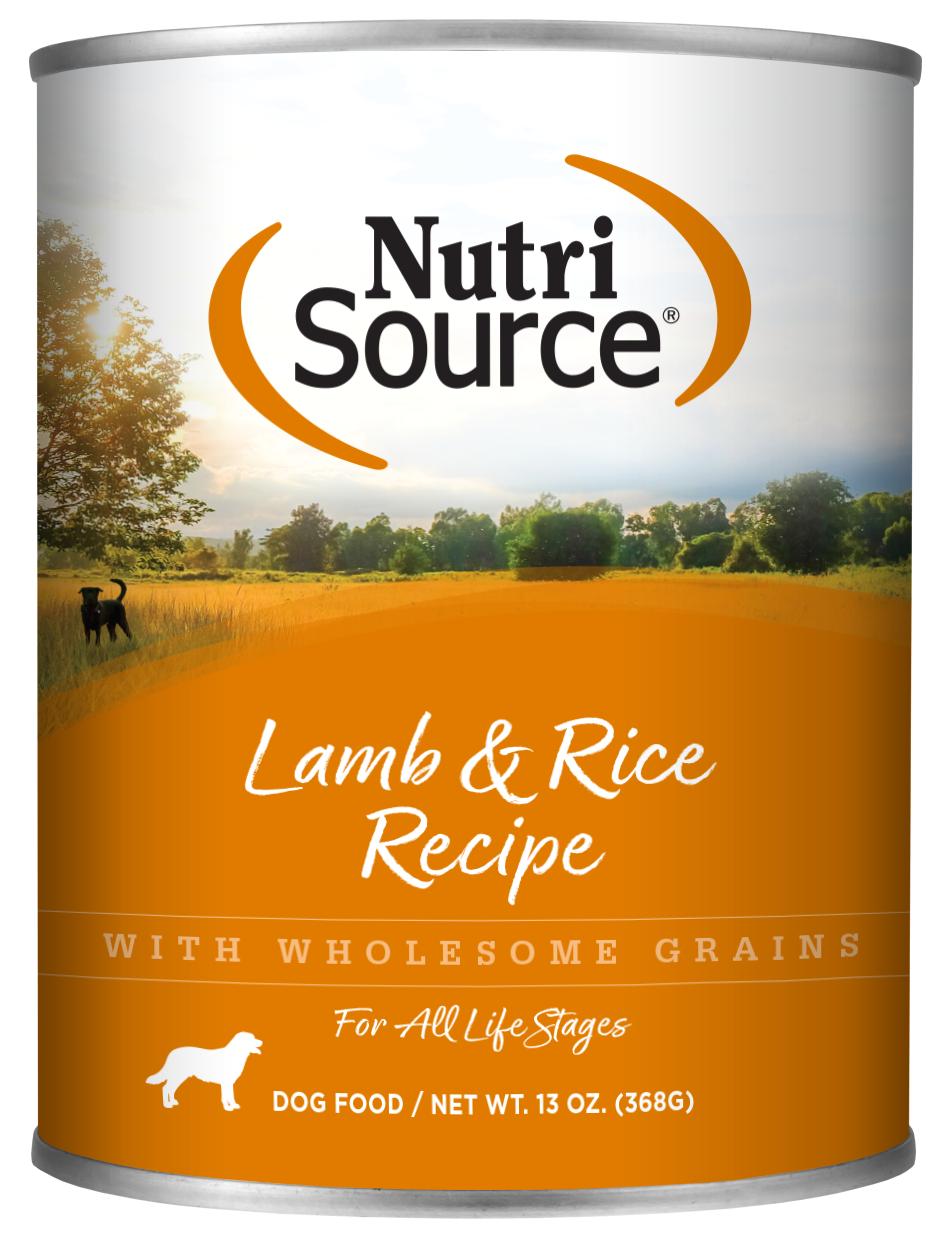 Nutri
Source®
Lamb & Rice
Recipe
WITH WHOLESOME GRAINS
For All Life Stages
DOG FOOD / NET WT. 13 OZ. (368G)